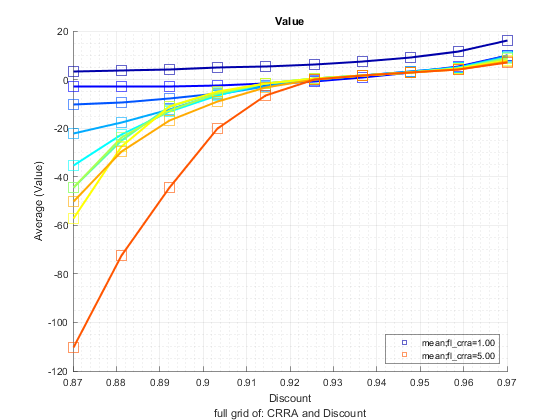 Value
20
0
-20
-40
-60
-80
-100
-120
Average (Value)
mean;fl_crra=1.00
mean;fl_crra=5.00
0.87 0.88 0.89 0.9 0.91 0.92 0.93 0.94 0.95 0.96 0.97
Discount
full grid of: CRRA and Discount